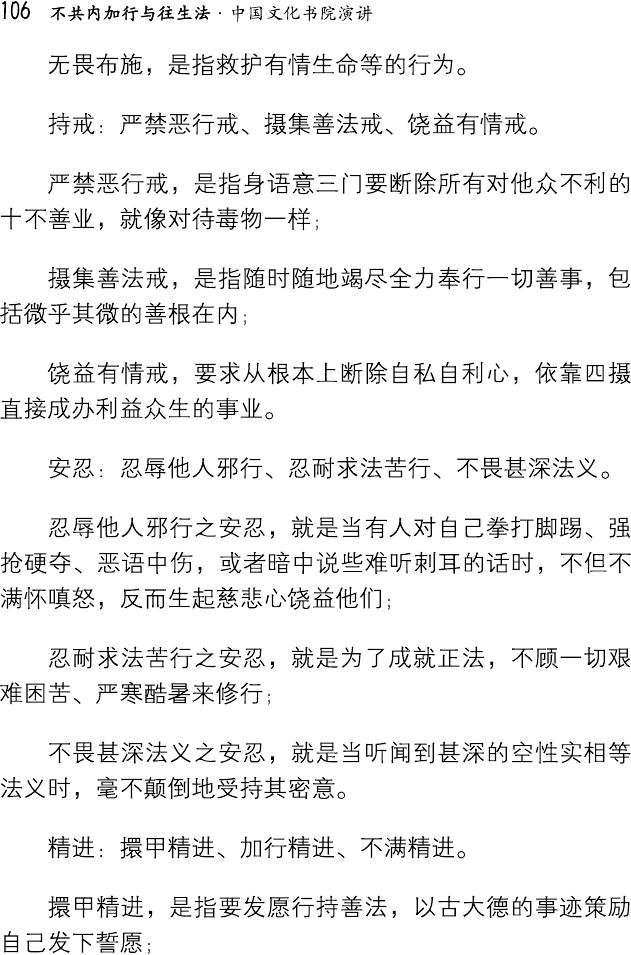 106 不共内加行与往生法·中国文化书院演讲
无畏布施，是指救护有情生命等的行为。
持戒：严禁恶行戒、摄集善法戒、饶益有情戒。
严禁恶行戒，是指身语意三门要断除所有对他众不利的
十不善业，就像对待毒物一样；
摄集善法戒，是指随时随地竭尽全力奉行一切善事，包
括微乎其微的善根在内；
饶益有情戒，要求从根本上断除自私自利心，依靠四摄
直接成办利益众生的事业。
安忍：忍辱他人邪行、忍耐求法苦行、不畏甚深法义。
忍辱他人邪行之安忍，就是当有人对自己拳打脚踢、强
抢硬夺、恶语中伤，或者暗中说些难听刺耳的话时，不但不
满怀嗔怒，反而生起慈悲心饶益他们；
忍耐求法苦行之安忍，就是为了成就正法，不顾一切艰
难困苦、严寒酷暑来修行；
不畏甚深法义之安忍，就是当听闻到甚深的空性实相等
法义时，毫不颠倒地受持其密意。
精进：擐甲精进、加行精进、不满精进。
擐甲精进，是指要发愿行持善法，以古大德的事迹策励
自己发下誓愿；